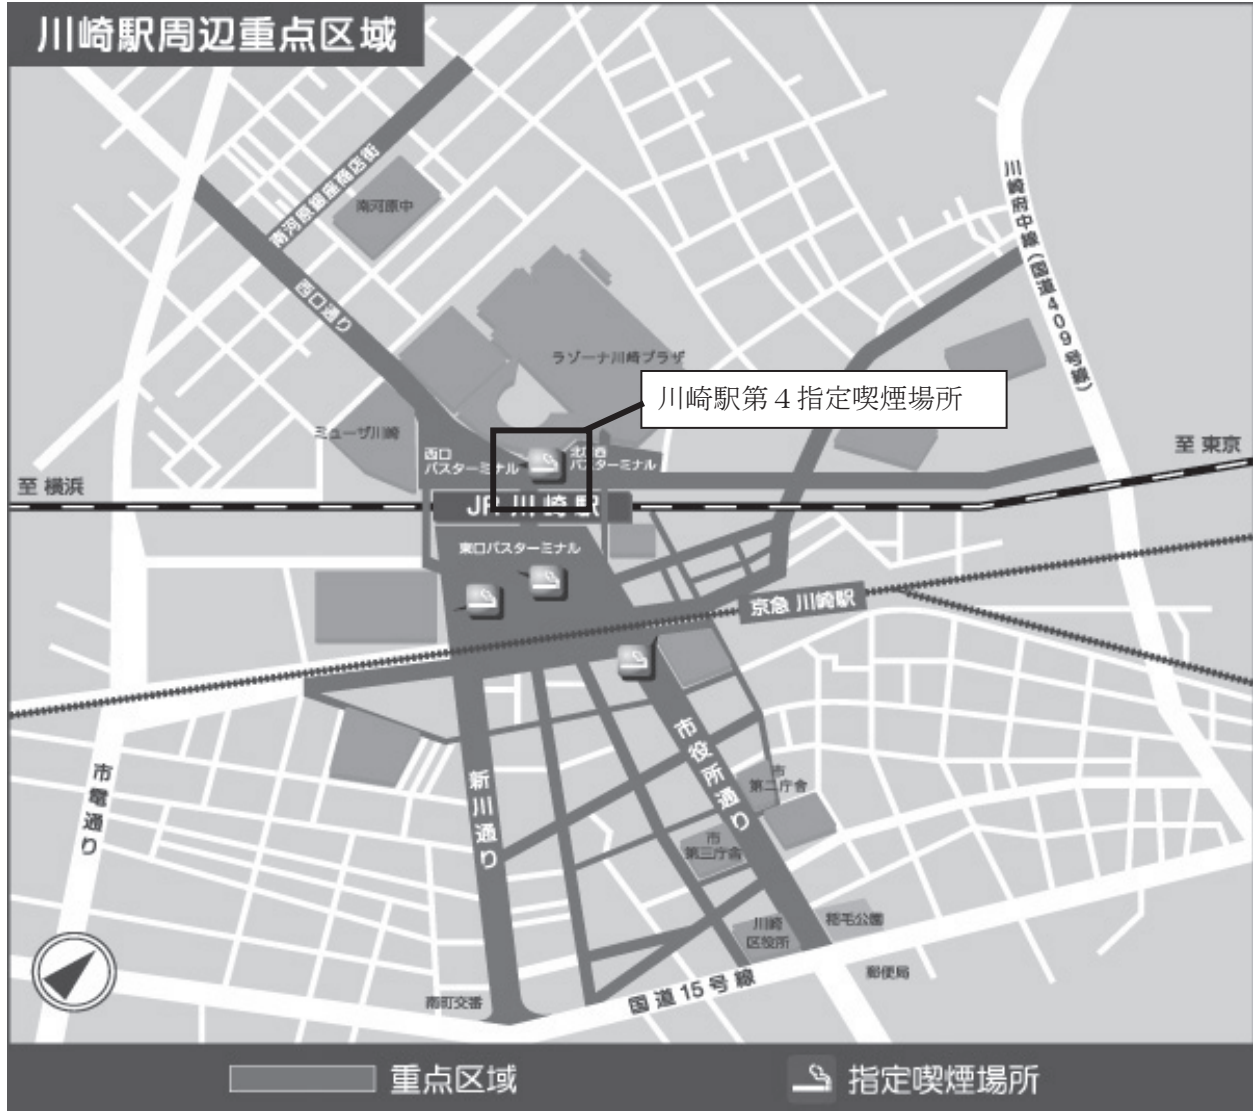 川崎駅周辺重点区域
南河原銀座商店街
南河原中
川崎府中線(国道409号線)
西口通り
ラゾーナ川崎プラザ
川崎駅第４指定喫煙場所
ミューザ川崎
西口
バスターミナル
バスターミナル
至 東京
至 横浜
JR 川崎駅
東口バスターミナル
京急 川崎駅
市電通り
新川通り
市役所通り
市
第二庁舎
市
第三庁舎
川崎
区役所
稲毛公園
郵便局
南町交番
国道15号線
重点区域
指定喫煙場所